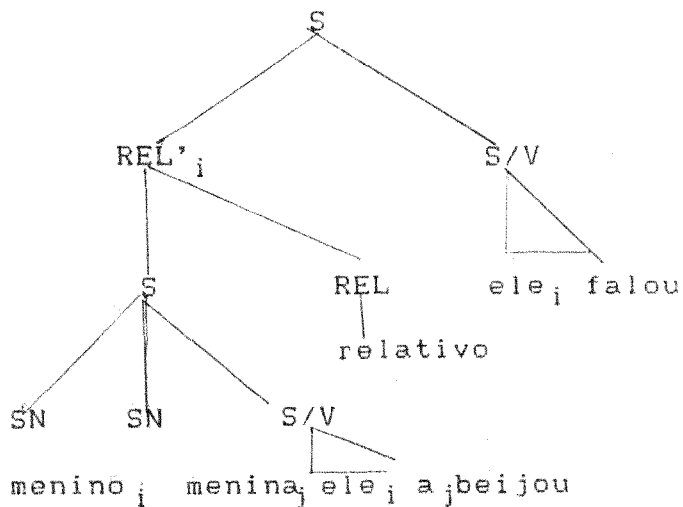 S
REL'i S/V
S REL elei falou
relativo
SN SN S/V
meninoi meninaj elei ajbeijou